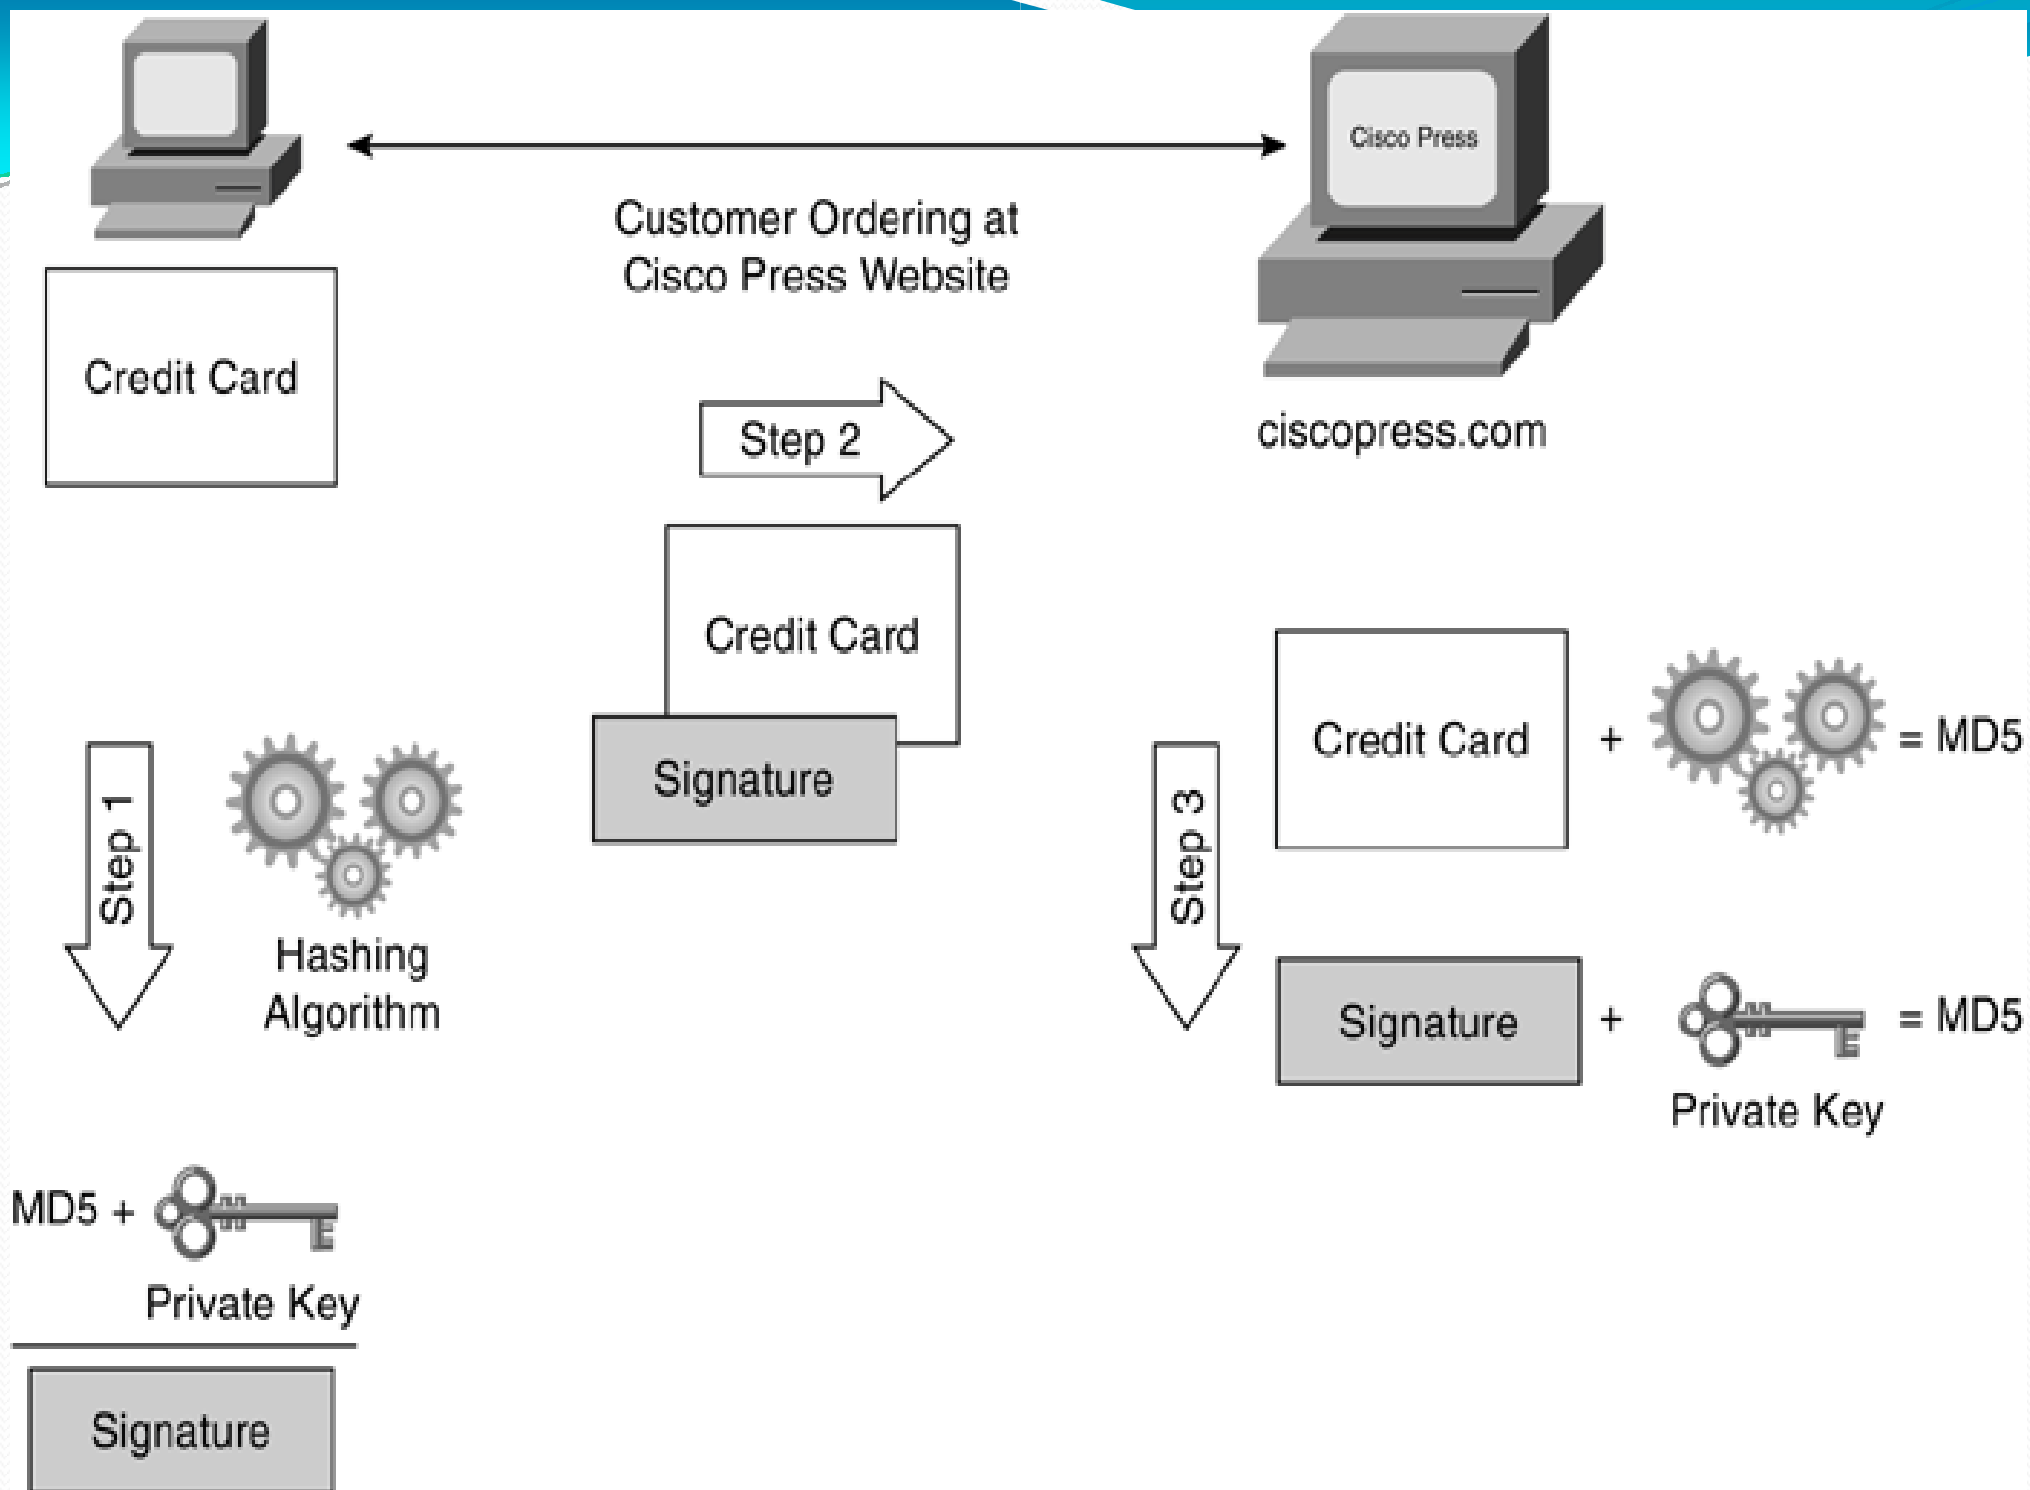 Cisco Press
Customer Ordering at
Cisco Press Website
Credit Card
ciscopress.com
Step 2
Credit Card
Signature
Step 1
Hashing
Algorithm
MD5 +
Private Key
Signature
Step 3
Credit Card + = MD5
Signature + = MD5
Private Key